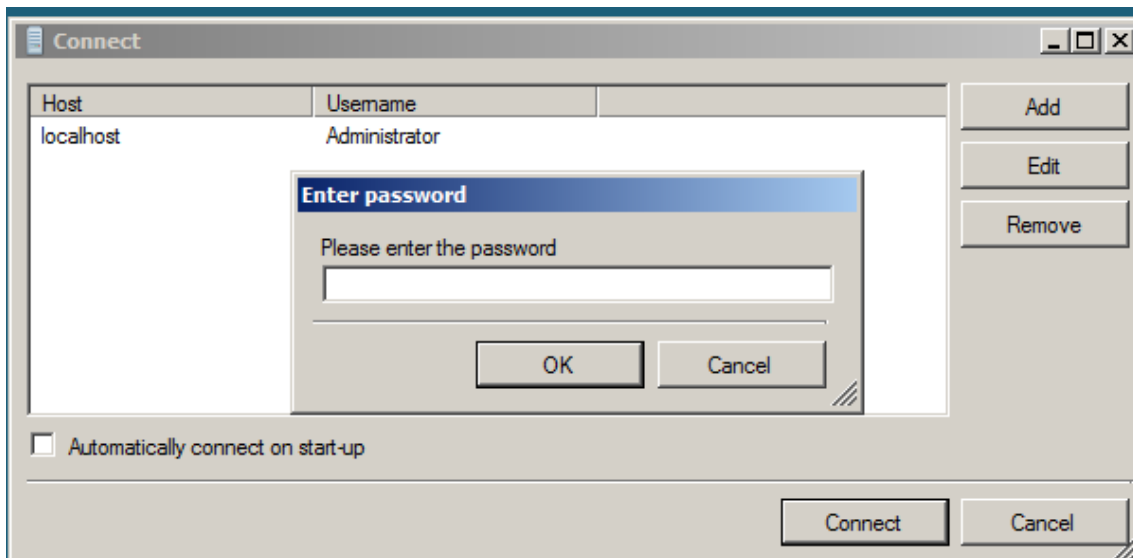 Connect
Host Username
localhost Administrator
Add
Edit
Remove
Enter password
Please enter the password
OK Cancel
Automatically connect on start-up
Connect Cancel